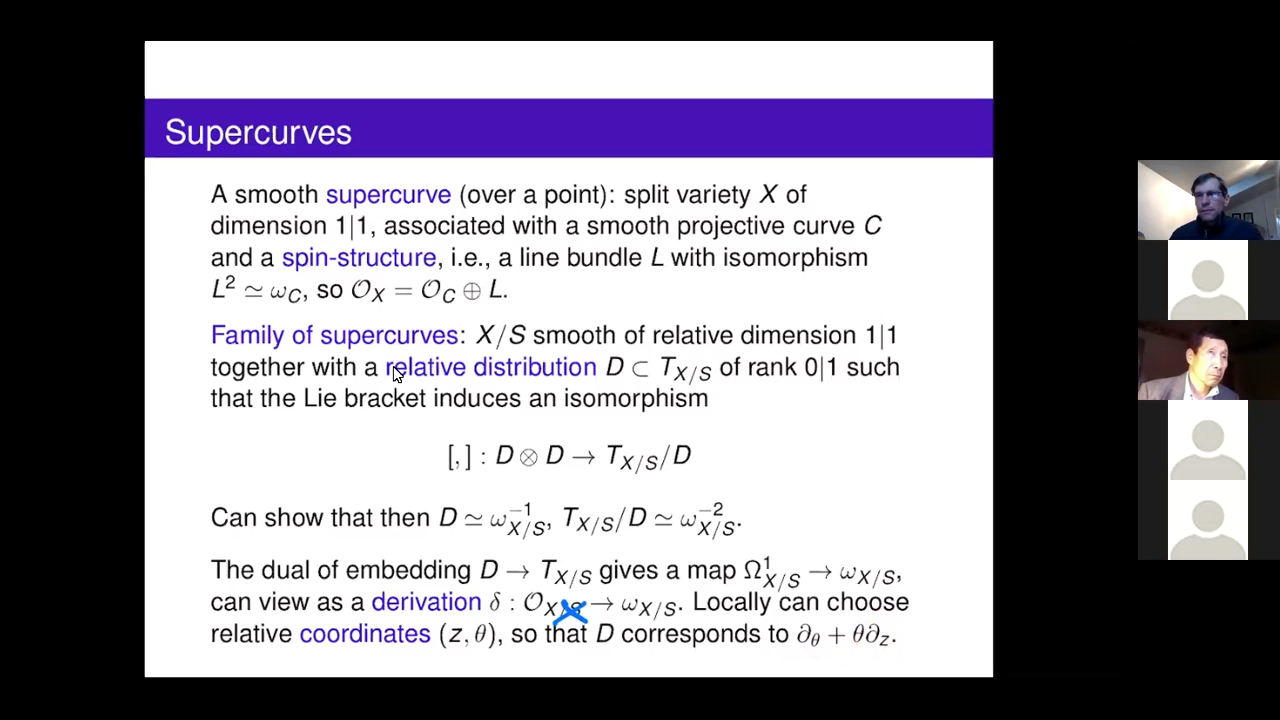 Supercurves
A smooth supercurve (over a point): split variety X of
dimension 1|1, associated with a smooth projective curve C
and a spin-structure, i.e., a line bundle L with isomorphism
L² ≃ ω_C, so 𝒪_X = 𝒪_C ⊕ L.
Family of supercurves: X/S smooth of relative dimension 1|1
together with a relative distribution D ⊂ T_{X/S} of rank 0|1 such
that the Lie bracket induces an isomorphism
[,] : D ⊗ D → T_{X/S}/D
Can show that then D ≃ ω_{X/S}^{-1}, T_{X/S}/D ≃ ω_{X/S}^{-2}.
The dual of embedding D → T_{X/S} gives a map Ω^1_{X/S} → ω_{X/S},
can view as a derivation δ : 𝒪_{X/S} → ω_{X/S}. Locally can choose
relative coordinates (z, θ), so that D corresponds to ∂_θ + θ∂_z.